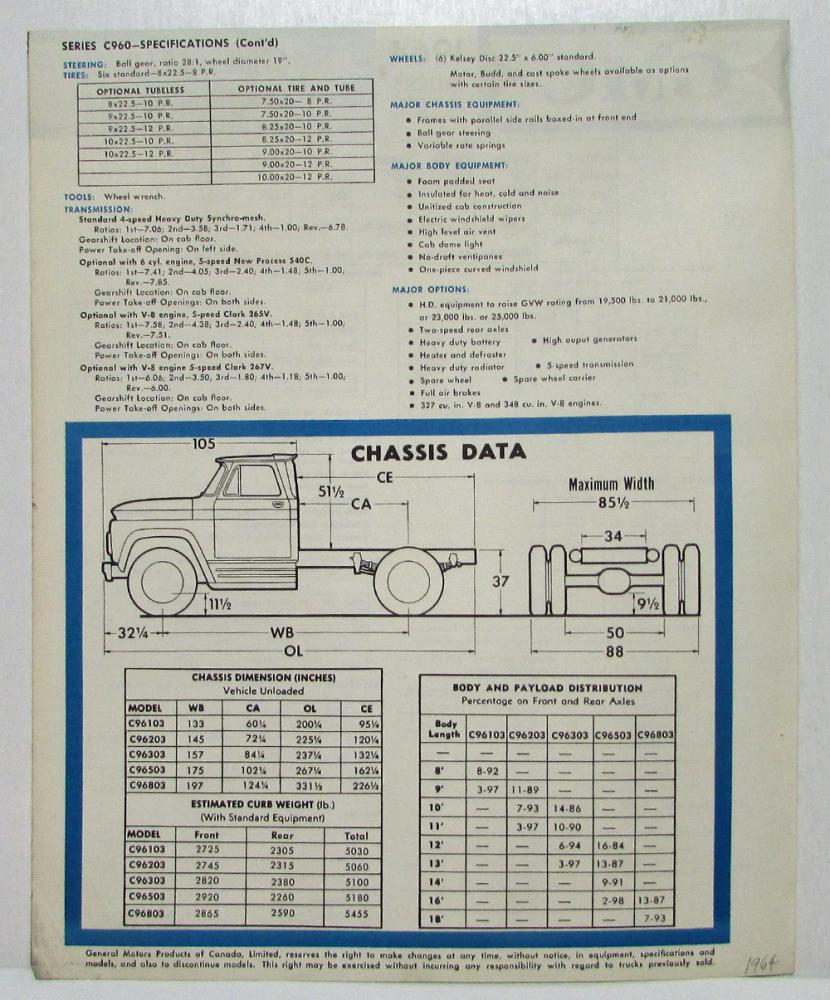 SERIES C960—SPECIFICATIONS (Cont'd)
STEERING: Ball gear, ratio 28:1, wheel diameter 19".
TIRES: Six standard—8x22.5—8 P.R.
OPTIONAL TUBELESS OPTIONAL TIRE AND TUBE
8x22.5—10 P.R. 7.50x20— 8 P.R.
9x22.5—10 P.R. 7.50x20—10 P.R.
9x22.5—12 P.R. 8.25x20—10 P.R.
10x22.5—10 P.R. 8.25x20—12 P.R.
10x22.5—12 P.R. 9.00x20—10 P.R.
9.00x20—12 P.R.
10.00x20—12 P.R.
TOOLS: Wheel wrench.
TRANSMISSION:
Standard 4-speed Heavy Duty Synchro-mesh.
Ratios: 1st—7.06; 2nd—3.58; 3rd—1.71; 4th—1.00; Rev.—6.78.
Gearshift Location: On cab floor.
Power Take-off Opening: On left side.
Optional with 6 cyl. engine, 5-speed New Process 540C.
Ratios: 1st—7.41; 2nd—4.05; 3rd—2.40; 4th—1.48; 5th—1.00;
Rev.—7.85.
Gearshift Location: On cab floor.
Power Take-off Openings: On both sides.
Optional with V-8 engine, 5-speed Clark 265V.
Ratios: 1st—7.58; 2nd—4.38; 3rd—2.40; 4th—1.48; 5th—1.00;
Rev.—7.51.
Gearshift Location: On cab floor.
Power Take-off Openings: On both sides.
Optional with V-8 engine 5-speed Clark 267V.
Ratios: 1st—6.06; 2nd—3.50; 3rd—1.80; 4th—1.18; 5th—1.00;
Rev.—6.00.
Gearshift Location: On cab floor.
Power Take-off Openings: On both sides.
WHEELS: (6) Kelsey Disc 22.5" x 6.00" standard.
Motor, Budd, and cast spoke wheels available as options
with certain tire sizes.
MAJOR CHASSIS EQUIPMENT:
• Frames with parallel side rails boxed-in at front end
• Ball gear steering
• Variable rate springs
MAJOR BODY EQUIPMENT:
• Foam padded seat
• Insulated for heat, cold and noise
• Unitized cab construction
• Electric windshield wipers
• High level air vent
• Cab dome light
• No-draft ventipanes
• One-piece curved windshield
MAJOR OPTIONS:
• H.D. equipment to raise GVW rating from 19,500 lbs. to 21,000 lbs.,
or 23,000 lbs. or 25,000 lbs.
• Two-speed rear axles
• Heavy duty battery • High ouput generators
• Heater and defroster
• Heavy duty radiator • 5-speed transmission
• Spare wheel • Spare wheel carrier
• Full air brakes
• 327 cu. in. V-8 and 348 cu. in. V-8 engines.
CHASSIS DATA
105
CE
51½
CA
37
11½
32¼
WB
OL
Maximum Width
85½
34
9½
50
88
CHASSIS DIMENSION (INCHES)
Vehicle Unloaded
MODEL WB CA OL CE
C96103 133 60¼ 200¼ 95¼
C96203 145 72¼ 225¼ 120¼
C96303 157 84¼ 237¼ 132¼
C96503 175 102¼ 267¼ 162¼
C96803 197 124¼ 331½ 226½
ESTIMATED CURB WEIGHT (lb.)
(With Standard Equipment)
MODEL Front Rear Total
C96103 2725 2305 5030
C96203 2745 2315 5060
C96303 2820 2380 5100
C96503 2920 2260 5180
C96803 2865 2590 5455
BODY AND PAYLOAD DISTRIBUTION
Percentage on Front and Rear Axles
Body
Length C96103 C96203 C96303 C96503 C96803
— — — — — —
8' 8-92 — — — —
9' 3-97 11-89 — — —
10' — 7-93 14-86 — —
11' — 3-97 10-90 — —
12' — — 6-94 16-84 —
13' — — 3-97 13-87 —
14' — — — 9-91 —
16' — — — 2-98 13-87
18' — — — — 7-93
General Motors Products of Canada, Limited, reserves the right to make changes at any time, without notice, in equipment, specifications and
models, and also to discontinue models. This right may be exercised without incurring any responsibility with regard to trucks previously sold.
1964